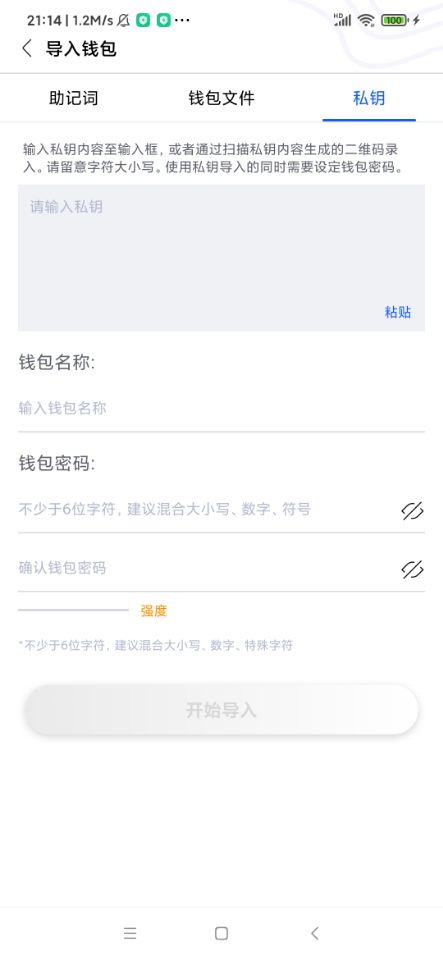 21:14 | 1.2M/s HD 100
导入钱包
助记词 钱包文件 私钥
输入私钥内容至输入框，或者通过扫描私钥内容生成的二维码录
入。请留意字符大小写。使用私钥导入的同时需要设定钱包密码。
请输入私钥
粘贴
钱包名称:
输入钱包名称
钱包密码:
不少于6位字符，建议混合大小写、数字、符号
确认钱包密码
强度
*不少于6位字符，建议混合大小写、数字、特殊字符
开始导入